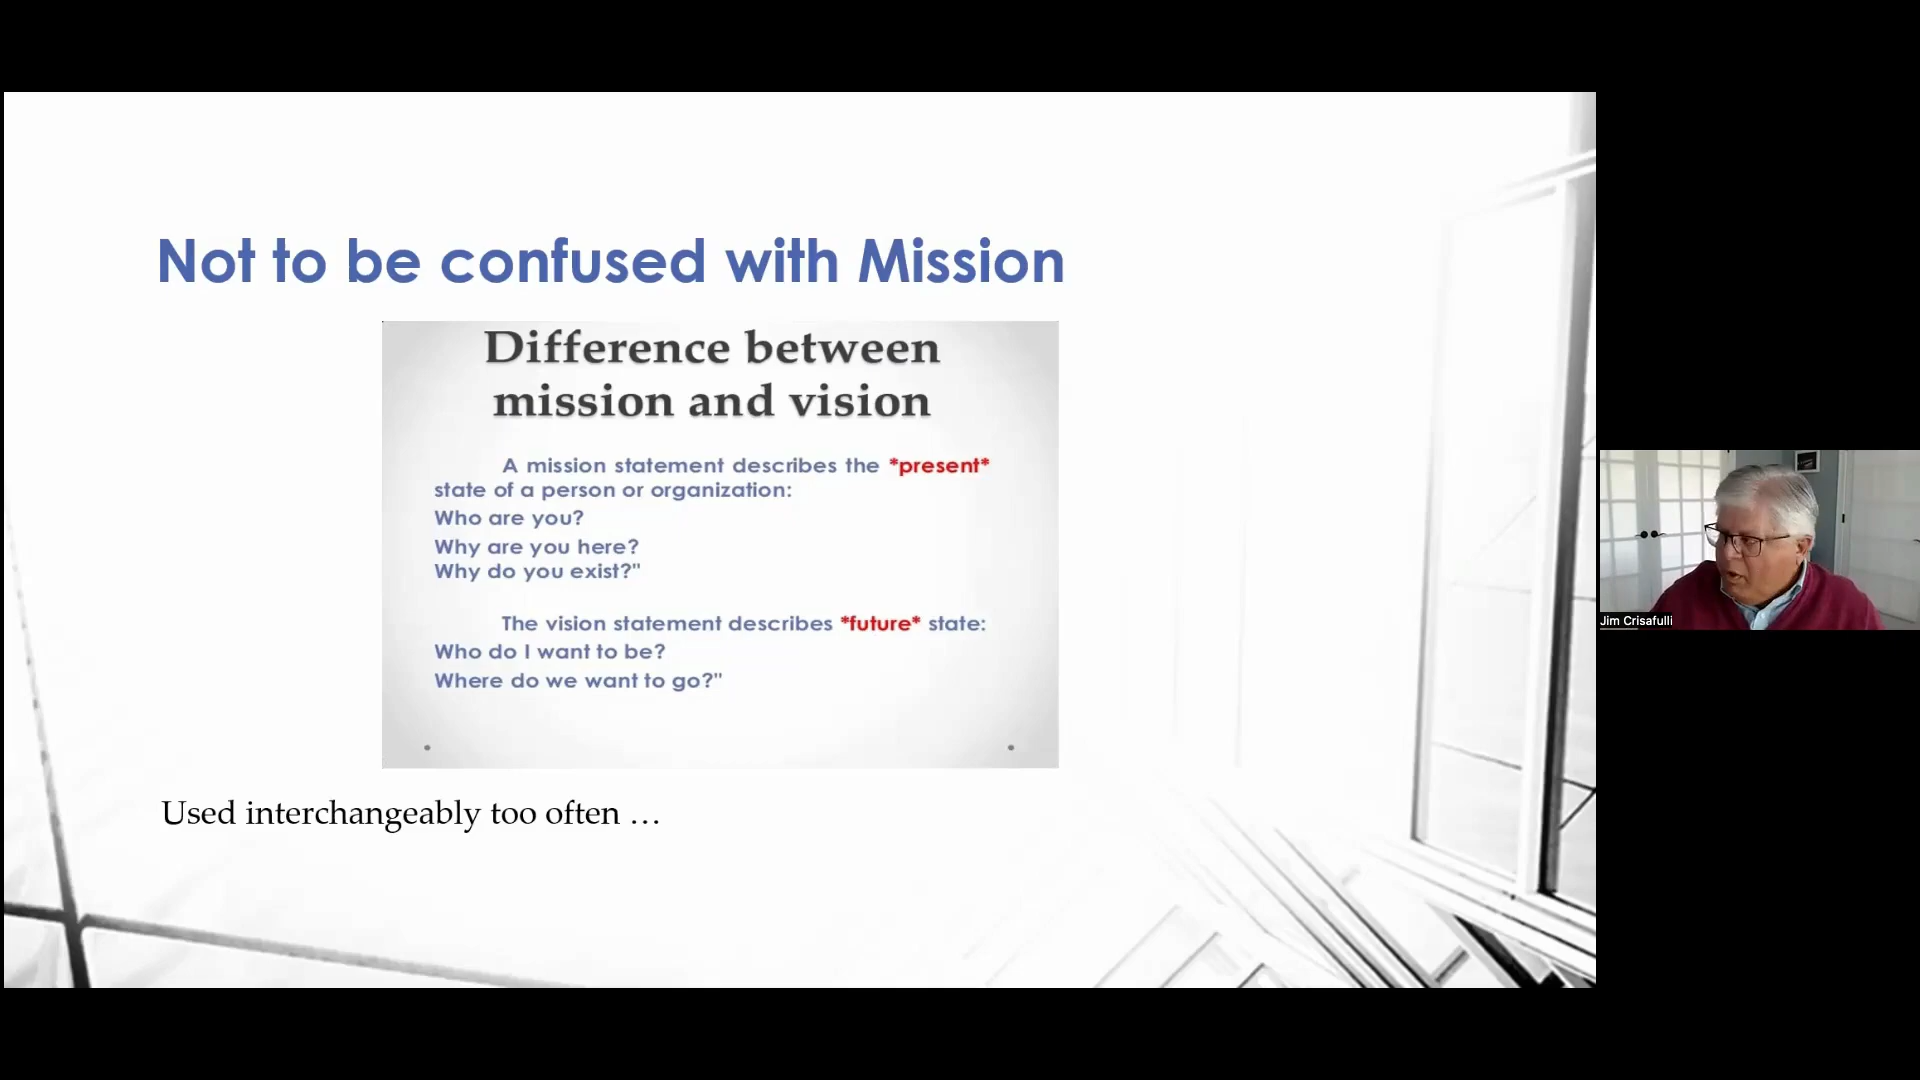 Not to be confused with Mission
Difference between
mission and vision
A mission statement describes the *present*
state of a person or organization:
Who are you?
Why are you here?
Why do you exist?"
The vision statement describes *future* state:
Who do I want to be?
Where do we want to go?"
Used interchangeably too often …
Jim Crisafulli